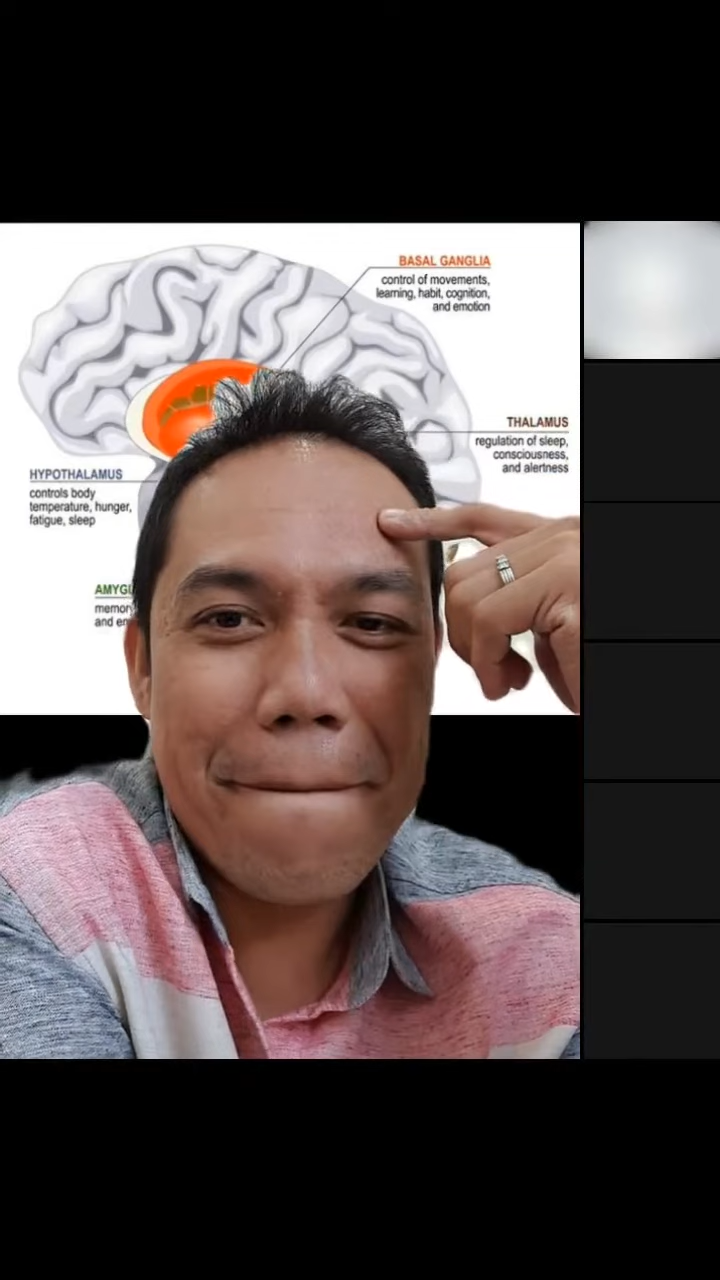 BASAL GANGLIA
control of movements,
learning, habit, cognition,
and emotion
THALAMUS
regulation of sleep,
consciousness,
and alertness
HYPOTHALAMUS
controls body
temperature, hunger,
fatigue, sleep
memory